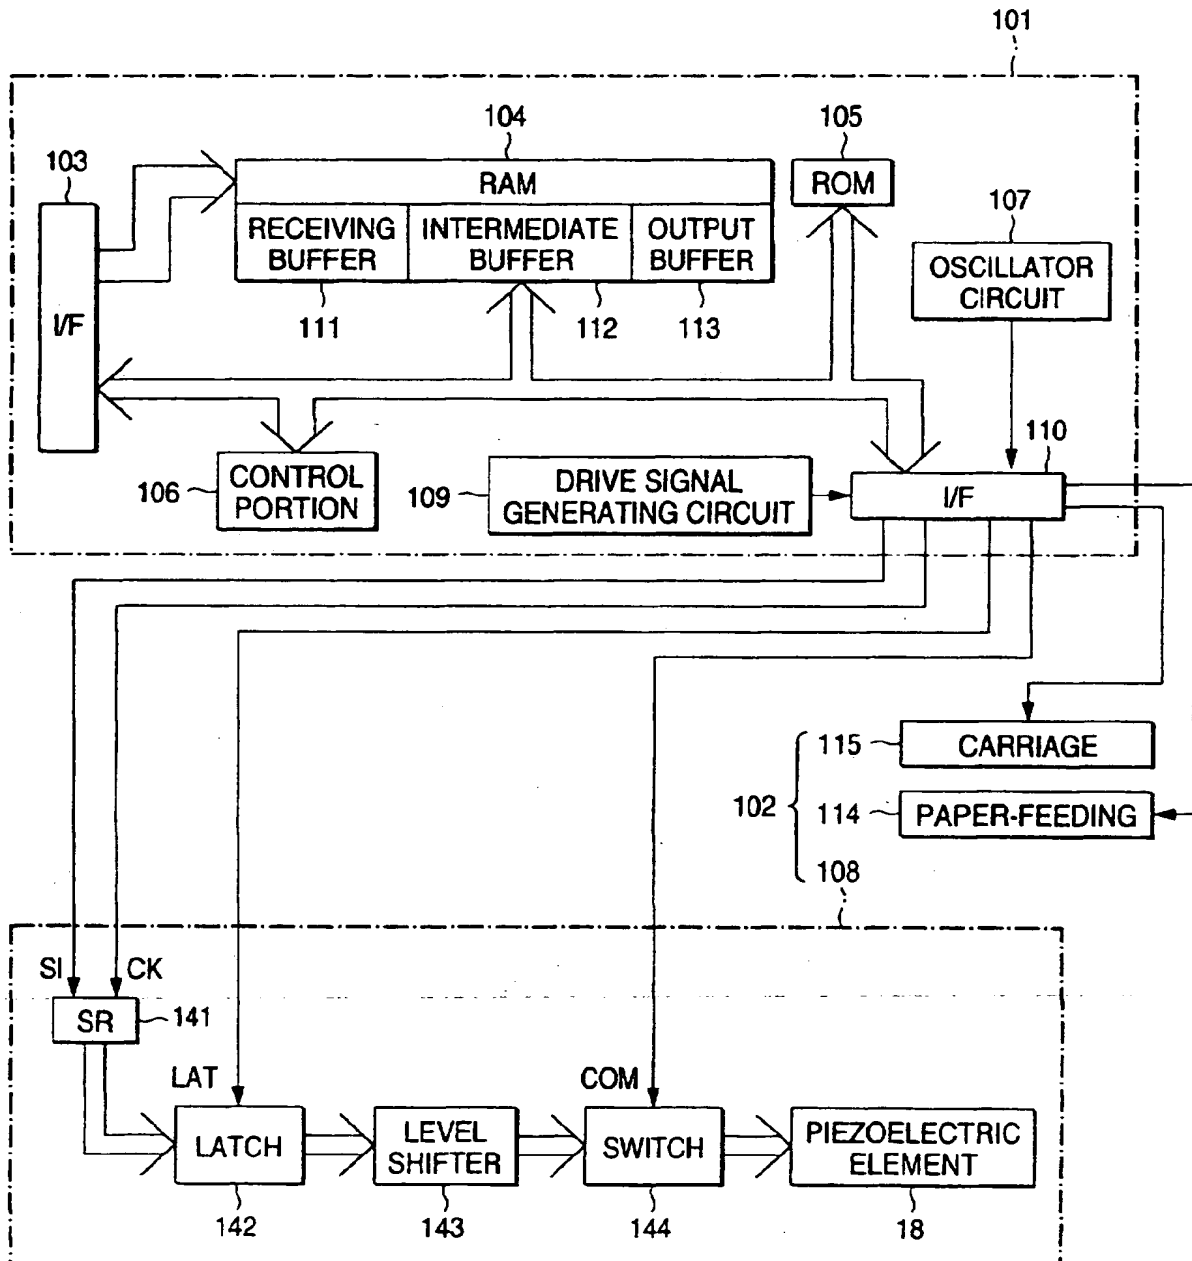 101
104
105
103
RAM
ROM
107
RECEIVING
BUFFER
INTERMEDIATE
BUFFER
OUTPUT
BUFFER
OSCILLATOR
CIRCUIT
I/F
111
112
113
110
CONTROL
PORTION
106
109
DRIVE SIGNAL
GENERATING CIRCUIT
I/F
115
CARRIAGE
102
114
PAPER-FEEDING
108
SI
CK
SR
141
LAT
COM
LATCH
LEVEL
SHIFTER
SWITCH
PIEZOELECTRIC
ELEMENT
142
143
144
18